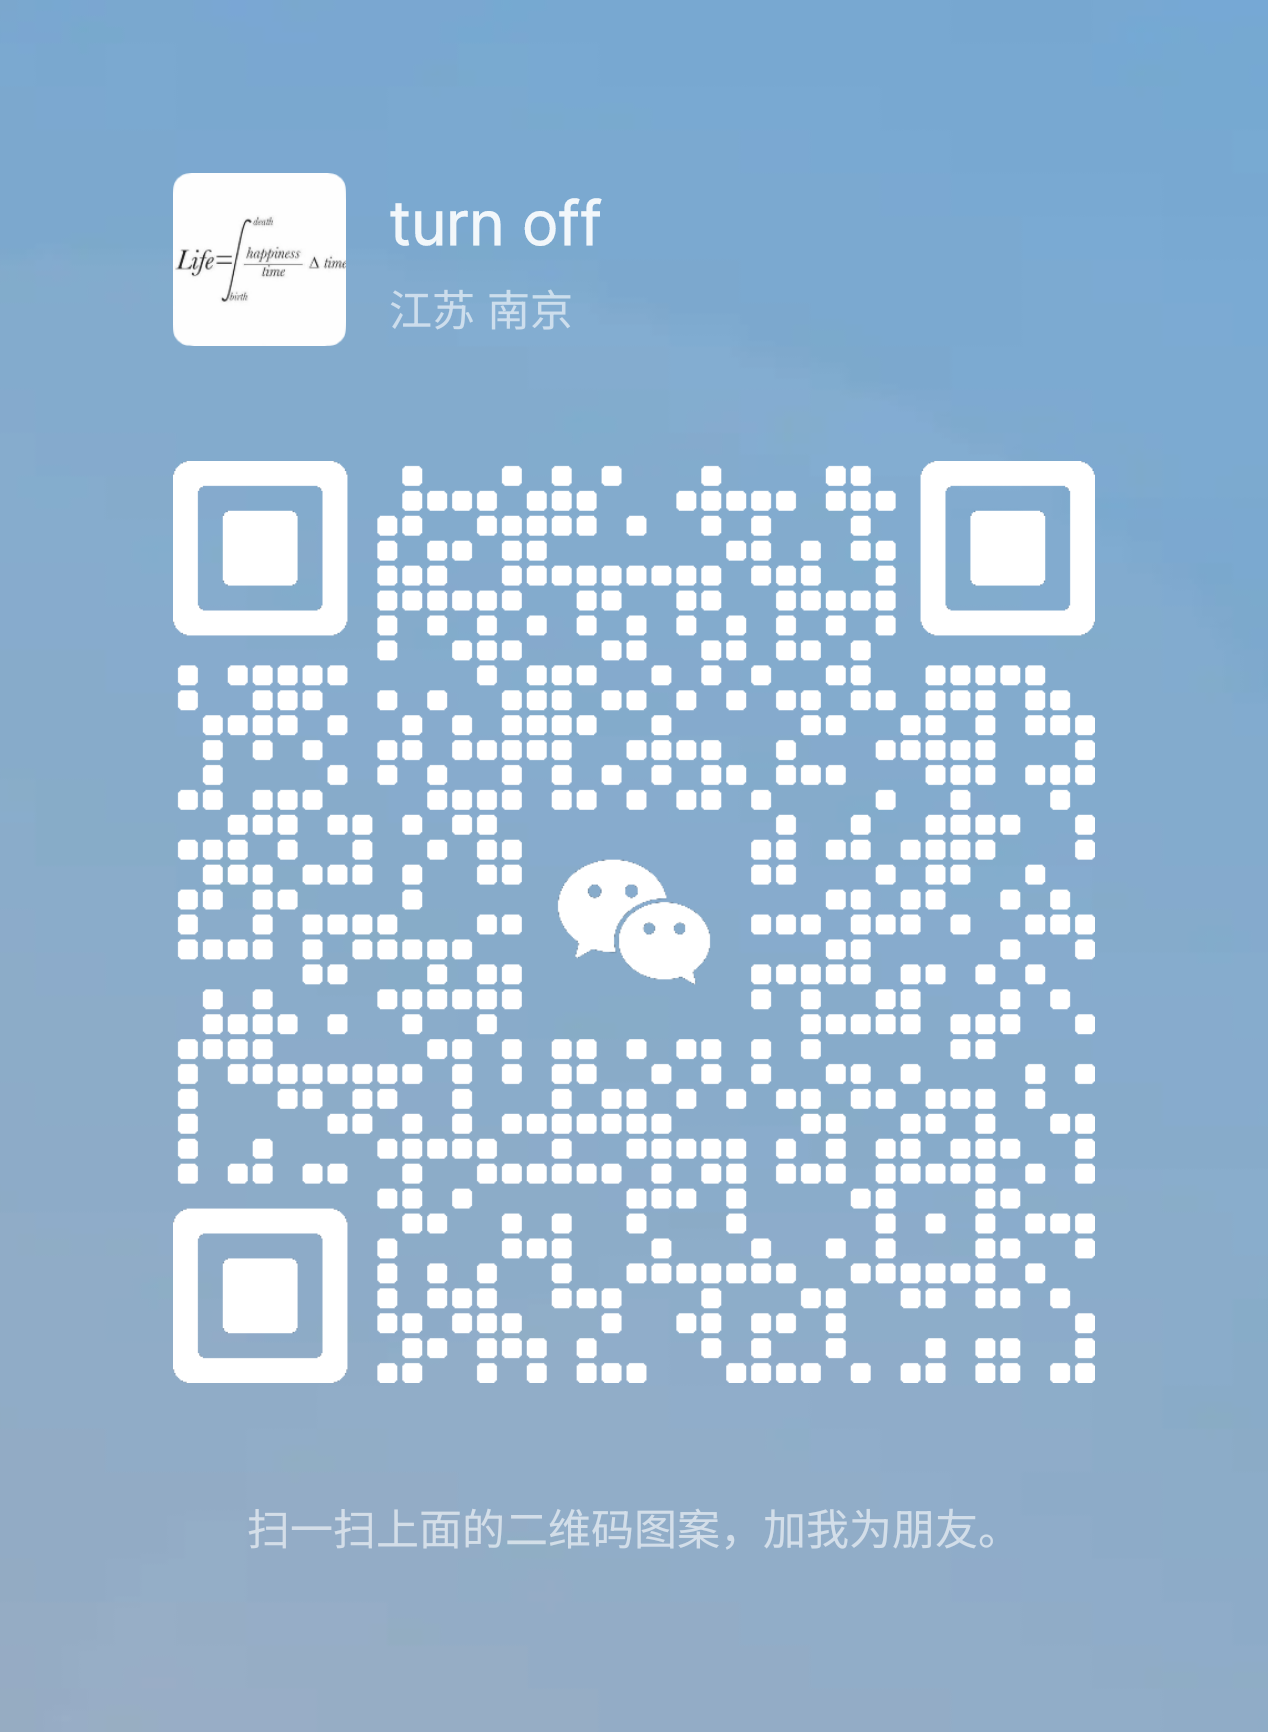 turn off
江苏 南京
death
Life=∫ happiness/time Δ time
birth
扫一扫上面的二维码图案，加我为朋友。